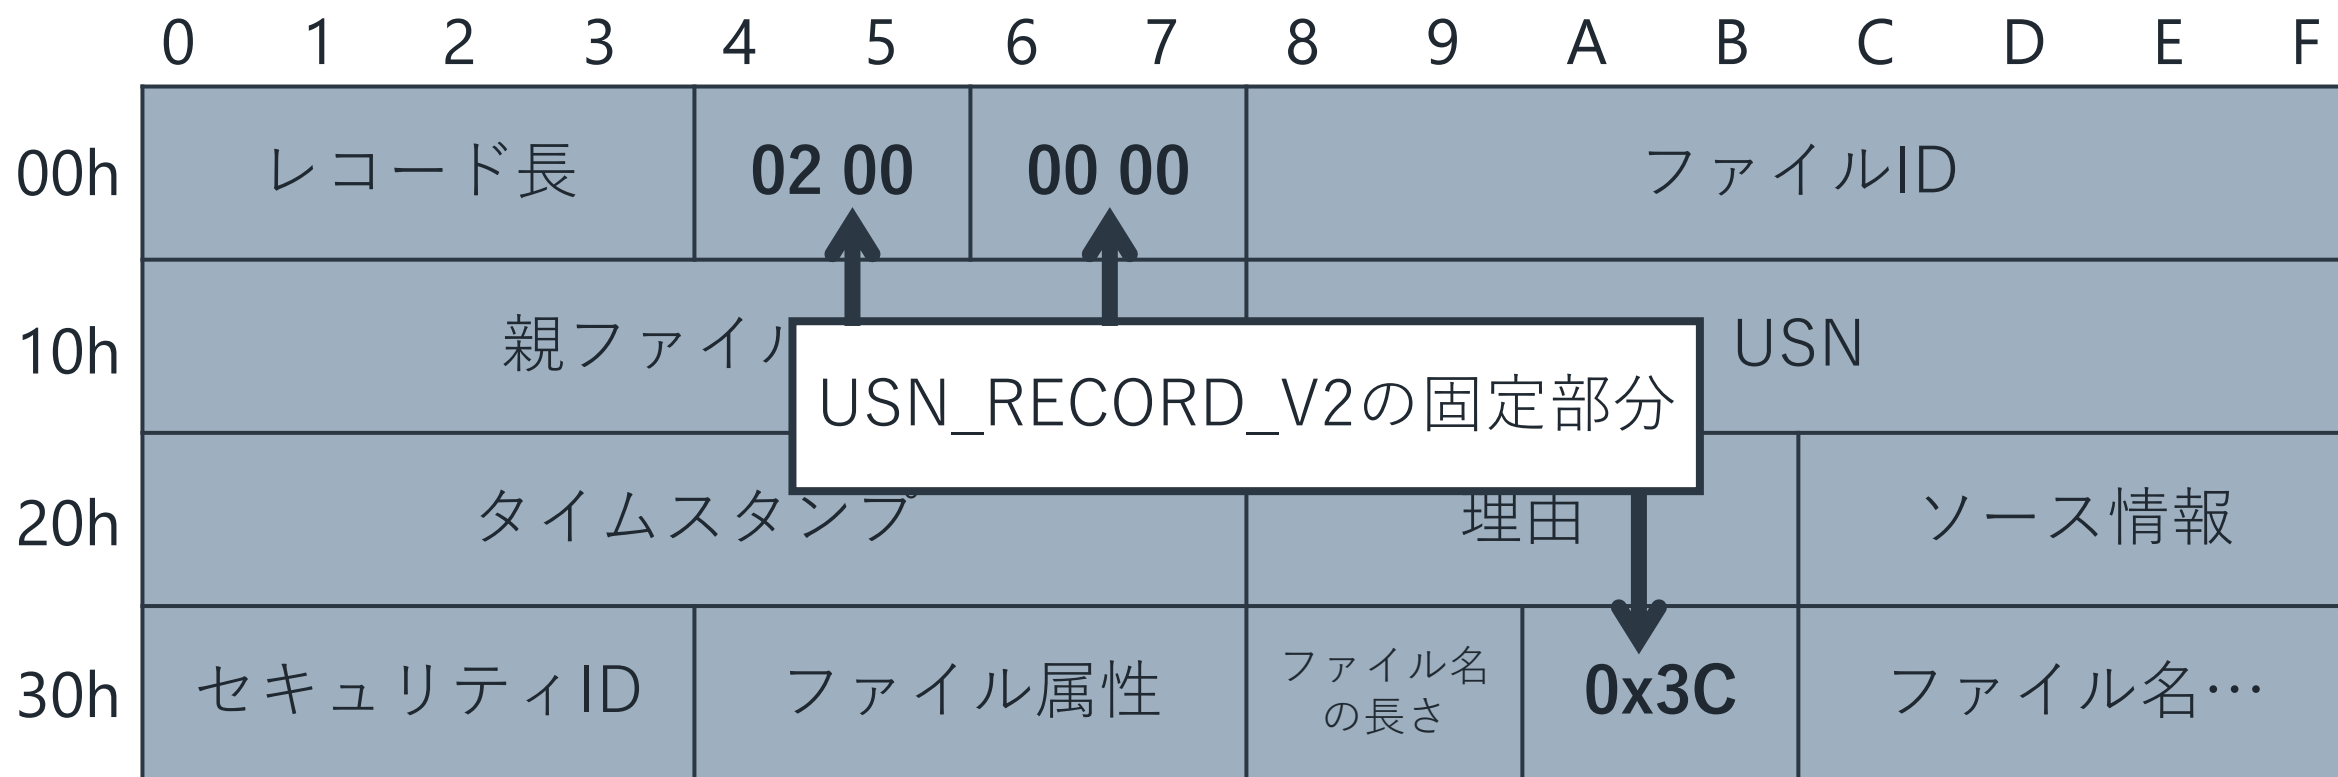 0 1 2 3 4 5 6 7 8 9 A B C D E F
00h レコード長 02 00 00 00 ファイルID
10h 親ファイル USN
USN_RECORD_V2の固定部分
20h タイムスタンプ 理由 ソース情報
30h セキュリティID ファイル属性 ファイル名 0x3C ファイル名…
の長さ